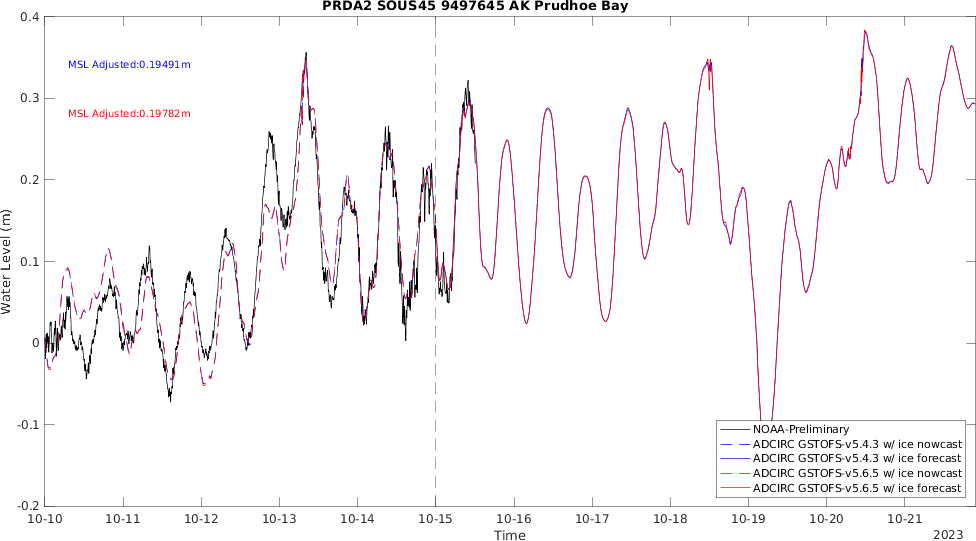 PRDA2 SOUS45 9497645 AK Prudhoe Bay
0.4
MSL Adjusted:0.19491m
0.3
MSL Adjusted:0.19782m
0.2
Water Level (m)
0.1
0
-0.1
NOAA-Preliminary
ADCIRC GSTOFS-v5.4.3 w/ ice nowcast
ADCIRC GSTOFS-v5.4.3 w/ ice forecast
ADCIRC GSTOFS-v5.6.5 w/ ice nowcast
ADCIRC GSTOFS-v5.6.5 w/ ice forecast
-0.2
10-10 10-11 10-12 10-13 10-14 10-15 10-16 10-17 10-18 10-19 10-20 10-21
Time
2023